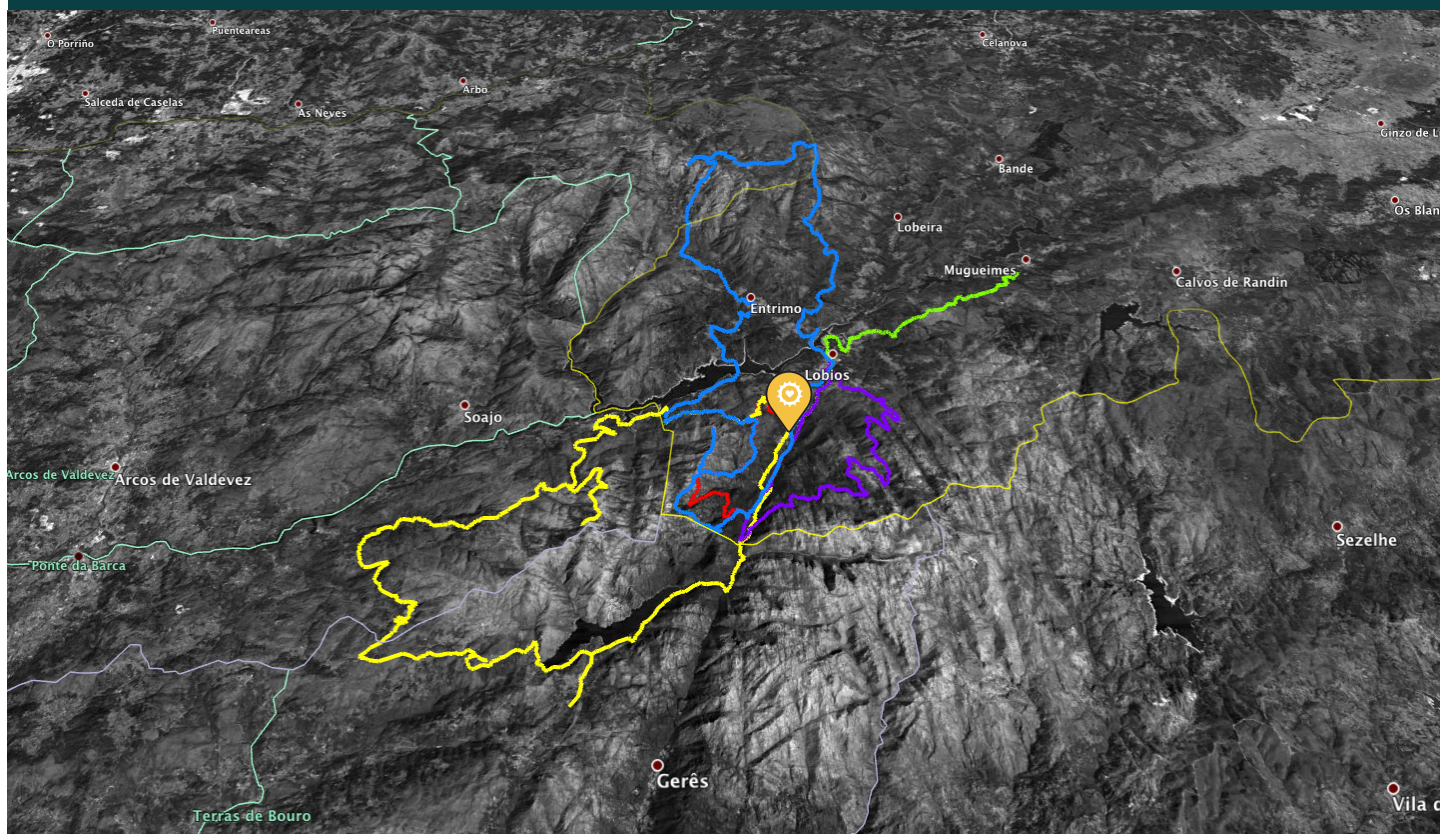 Puenteareas
O Porriño
Celanova
Arbo
Salceda de Caselas
As Neves
Ginzo de L
Bande
Os Blan
Lobeira
Mugueimes
Calvos de Randin
Entrimo
Lobios
Soajo
Arcos de Valdevez
Arcos de Valdevez
Sezelhe
Ponte da Barca
Gerês
Vila d
Terras de Bouro